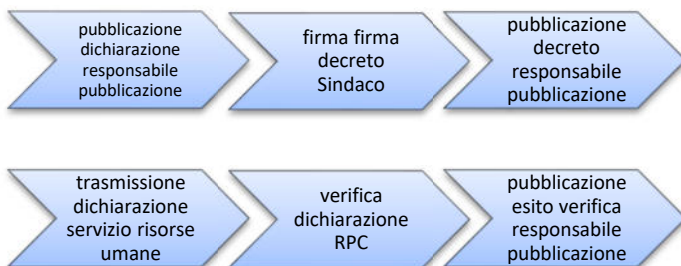 pubblicazione
dichiarazione
responsabile
pubblicazione
firma firma
decreto
Sindaco
pubblicazione
decreto
responsabile
pubblicazione
trasmissione
dichiarazione
servizio risorse
umane
verifica
dichiarazione
RPC
pubblicazione
esito verifica
responsabile
pubblicazione